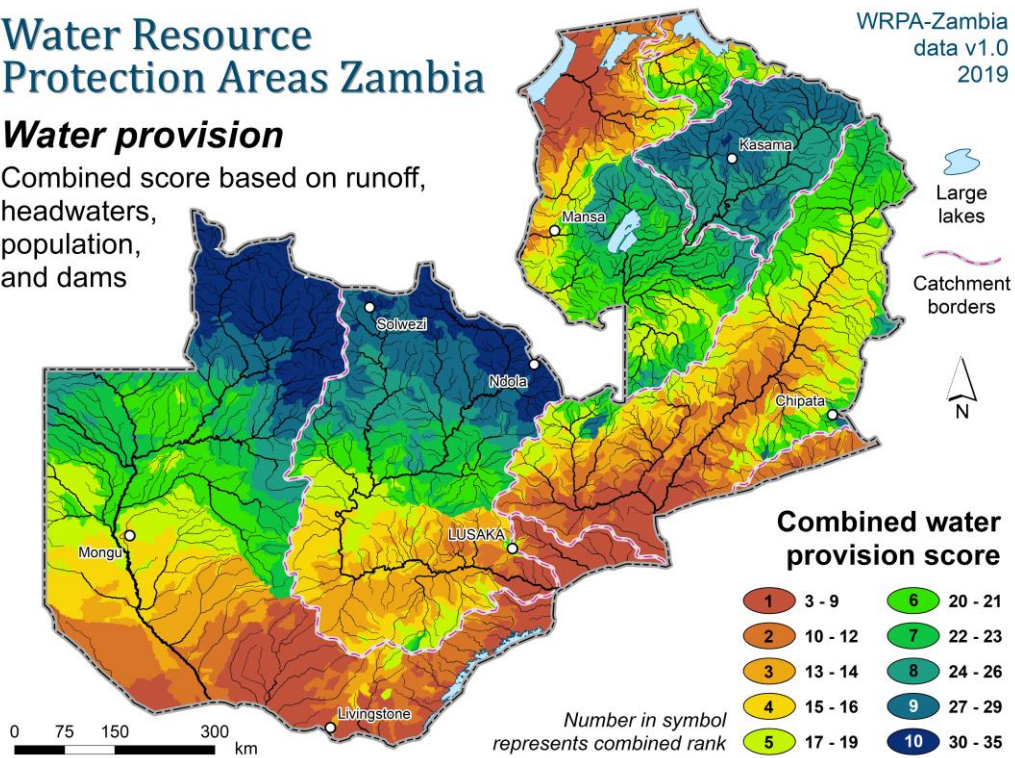 Water Resource
Protection Areas Zambia
Water provision
Combined score based on runoff,
headwaters,
population,
and dams
WRPA-Zambia
data v1.0
2019
Large
lakes
Catchment
borders
N
Kasama
Mansa
Solwezi
Ndola
Chipata
LUSAKA
Mongu
Livingstone
Combined water
provision score
1 3 - 9
2 10 - 12
3 13 - 14
4 15 - 16
5 17 - 19
6 20 - 21
7 22 - 23
8 24 - 26
9 27 - 29
10 30 - 35
Number in symbol
represents combined rank
0 75 150 300
km